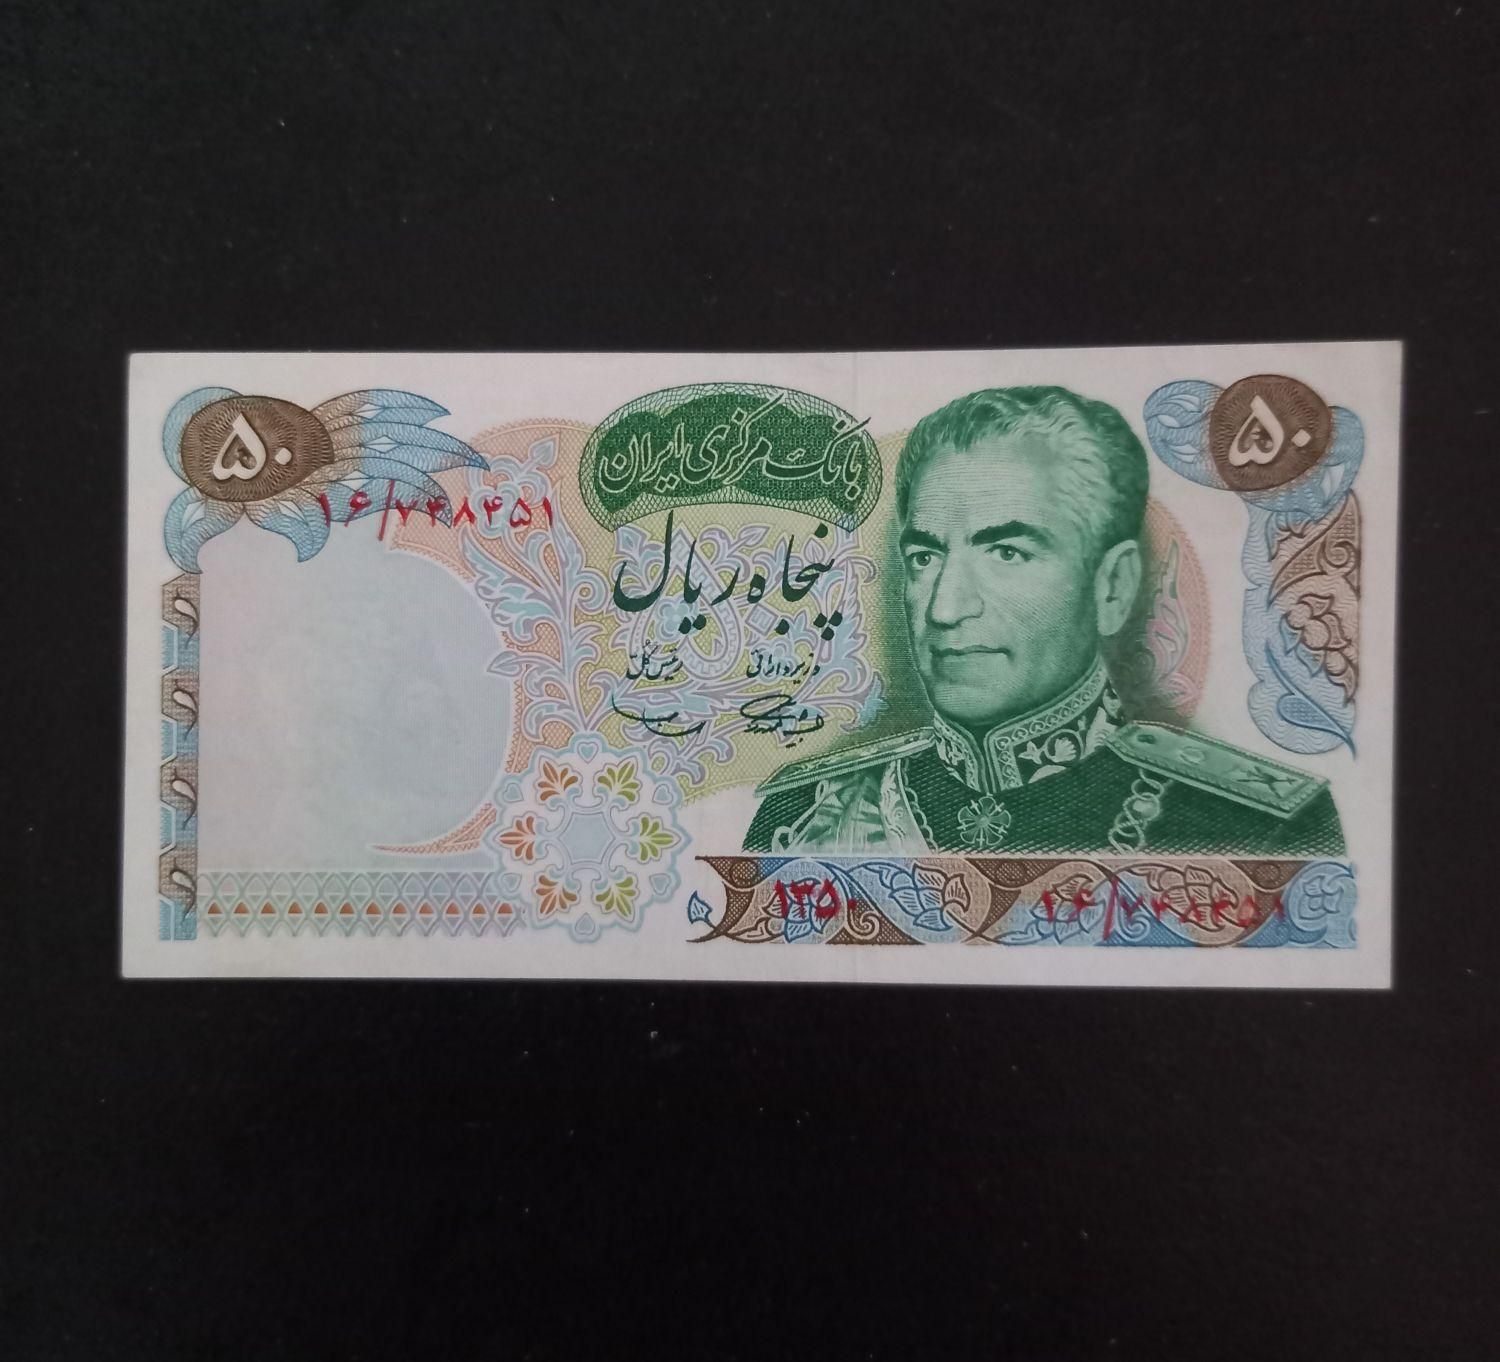 بانک مرکزی ایران
۵۰
۵۰
۱۶/۷۴۸۴۵۱
پنجاه ریال
وزیر دارائی
رئیس کل
۱۳۵۰
۱۶/۷۴۸۴۵۱